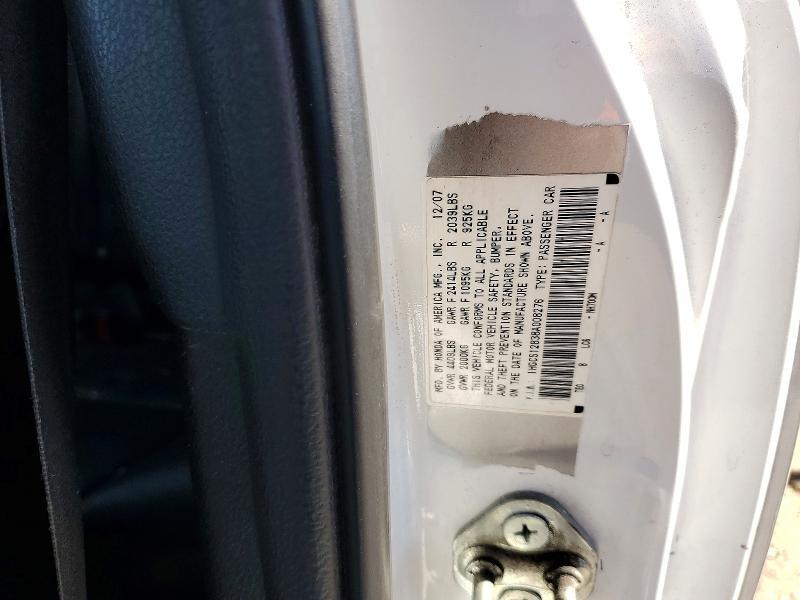 MFD. BY HONDA OF AMERICA MFG., INC. 12/07
GVWR 4409LBS GAWR F 2414LBS R 2039LBS
GVWR 2000KG GAWR F 1095KG R 925KG
THIS VEHICLE CONFORMS TO ALL APPLICABLE
FEDERAL MOTOR VEHICLE SAFETY, BUMPER,
AND THEFT PREVENTION STANDARDS IN EFFECT
ON THE DATE OF MANUFACTURE SHOWN ABOVE.
V.I.N. 1HGCS12838A008276 TYPE: PASSENGER CAR
-A -A